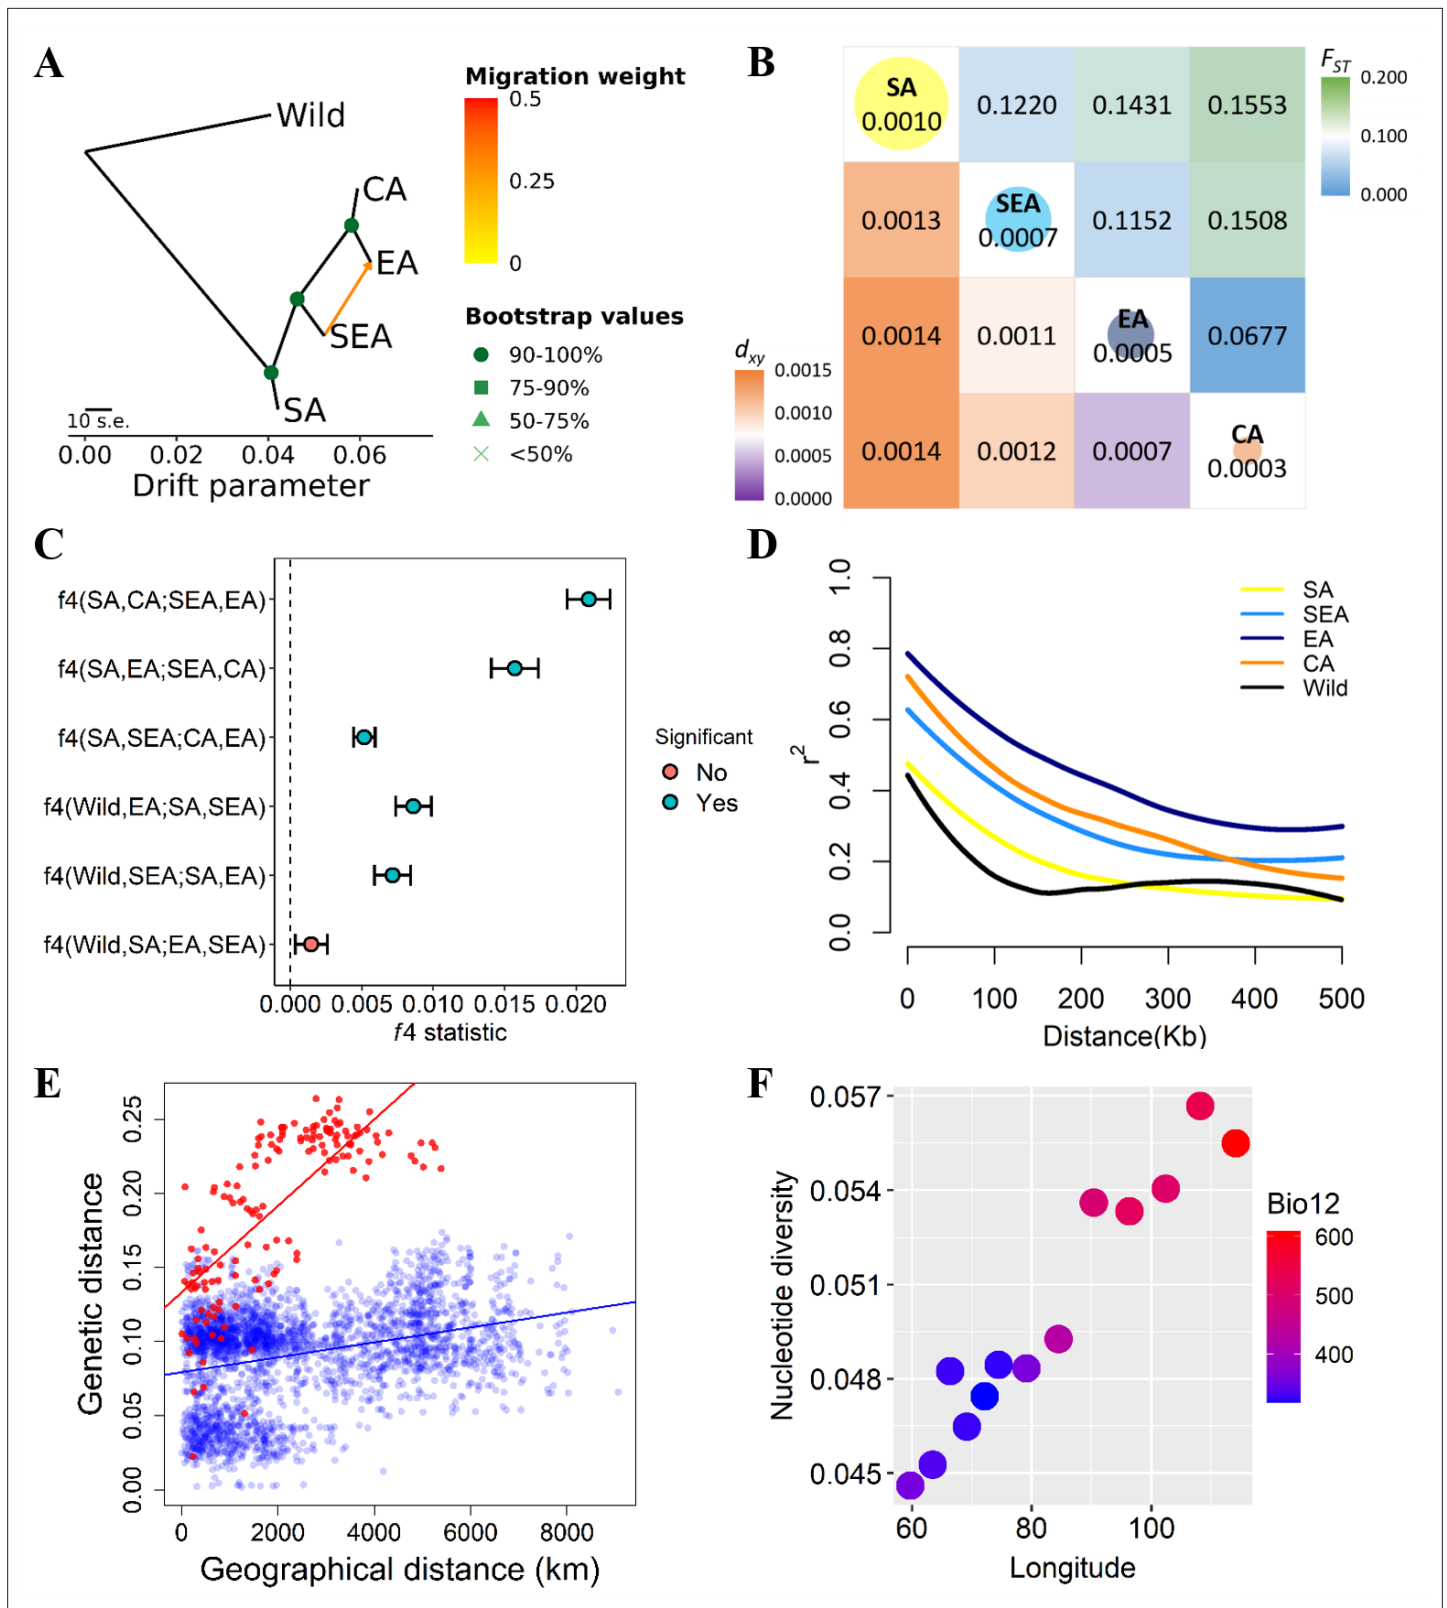 A
Migration weight
0.5
0.25
0
Wild
CA
EA
SEA
SA
Bootstrap values
90-100%
75-90%
50-75%
<50%
10 s.e.
0.00 0.02 0.04 0.06
Drift parameter
B
SA
0.0010 0.1220 0.1431 0.1553
0.0013 SEA 0.0007 0.1152 0.1508
0.0014 0.0011 EA 0.0005 0.0677
0.0014 0.0012 0.0007 CA 0.0003
FST
0.200
0.100
0.000
dxy
0.0015
0.0010
0.0005
0.0000
C
f4(SA,CA;SEA,EA)
f4(SA,EA;SEA,CA)
f4(SA,SEA;CA,EA)
f4(Wild,EA;SA,SEA)
f4(Wild,SEA;SA,EA)
f4(Wild,SA;EA,SEA)
0.000 0.005 0.010 0.015 0.020
f4 statistic
Significant
No
Yes
D
1.0
0.8
0.6
0.4
0.2
0.0
r2
SA
SEA
EA
CA
Wild
0 100 200 300 400 500
Distance(Kb)
E
0.25
0.20
0.15
0.10
0.05
0.00
Genetic distance
0 2000 4000 6000 8000
Geographical distance (km)
F
0.057
0.054
0.051
0.048
0.045
Nucleotide diversity
60 80 100
Longitude
Bio12
600
500
400